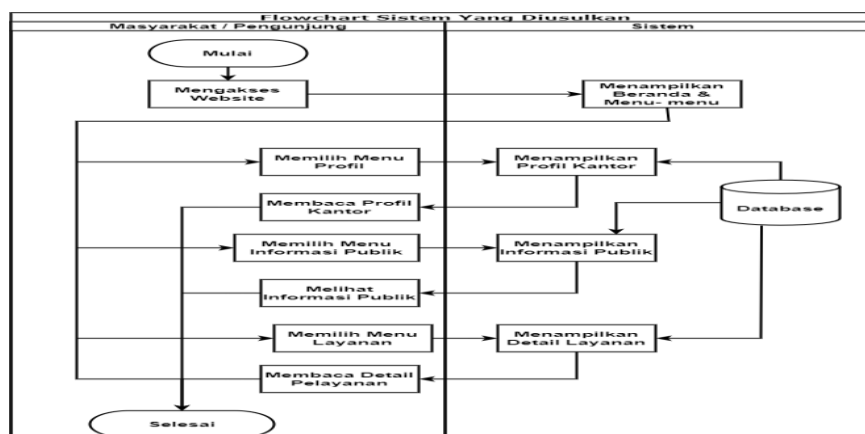 Flowchart Sistem Yang Diusulkan
Masyarakat / Pengunjung
Sistem
Mulai
Mengakses
Website
Menampilkan
Beranda &
Menu- menu
Memilih Menu
Profil
Menampilkan
Profil Kantor
Membaca Profil
Kantor
Database
Memilih Menu
Informasi Publik
Menampilkan
Informasi Publik
Melihat
Informasi Publik
Memilih Menu
Layanan
Menampilkan
Detail Layanan
Membaca Detail
Pelayanan
Selesai